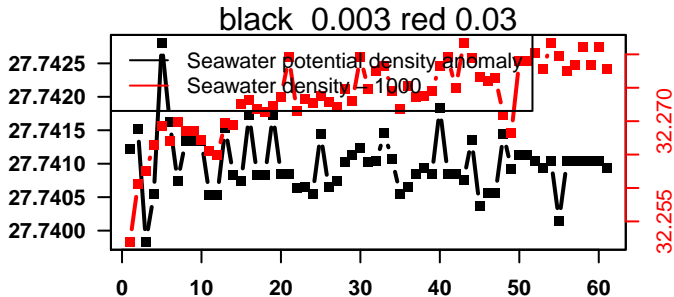 black 0.003 red 0.03
Seawater potential density anomaly
Seawater density - 1000
27.7425
27.7420
27.7415
27.7410
27.7405
27.7400
32.270
32.255
0 10 20 30 40 50 60